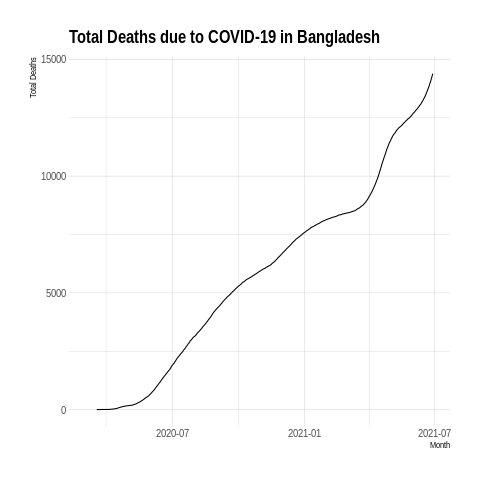 Total Deaths due to COVID-19 in Bangladesh
Total Deaths
15000
10000
5000
0
2020-07
2021-01
2021-07
Month